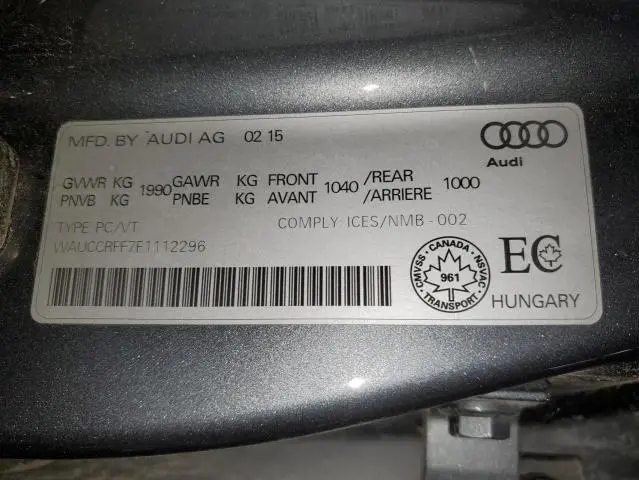 MFD. BY AUDI AG 02 15
Audi
GVWR KG 1990 GAWR KG FRONT 1040 /REAR 1000
PNVB KG PNBE KG AVANT /ARRIERE
TYPE PC/VT COMPLY ICES/NMB-002
WAUCCRFF7F1112296
CMVSS · CANADA · NSVAC
961
TRANSPORT
EC
HUNGARY